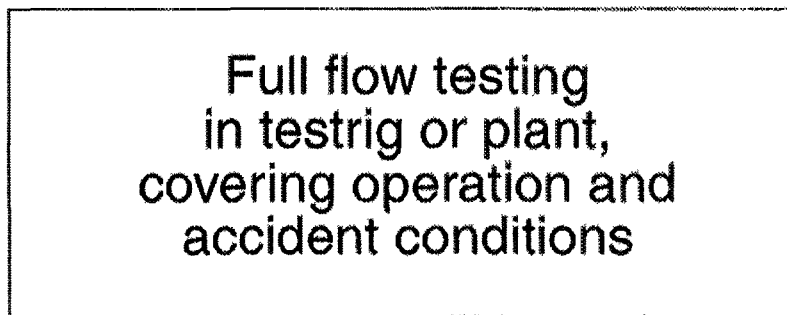 Full flow testing
in testrig or plant,
covering operation and
accident conditions